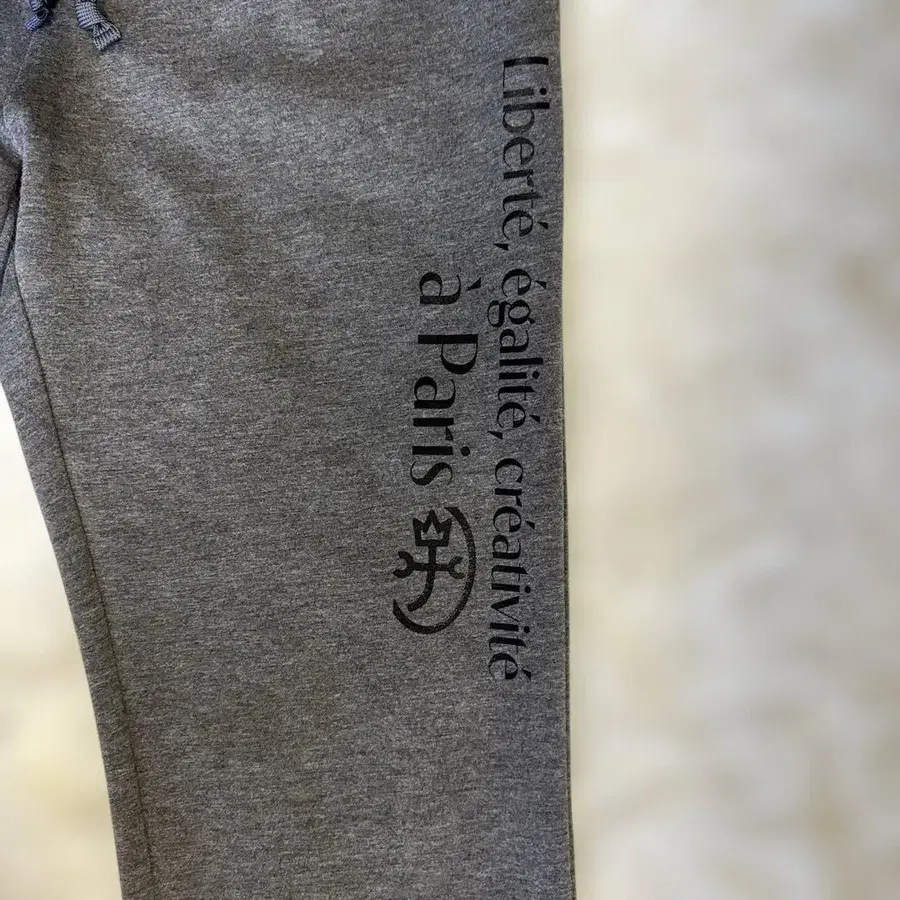 Liberté, égalité, créativité
à Paris